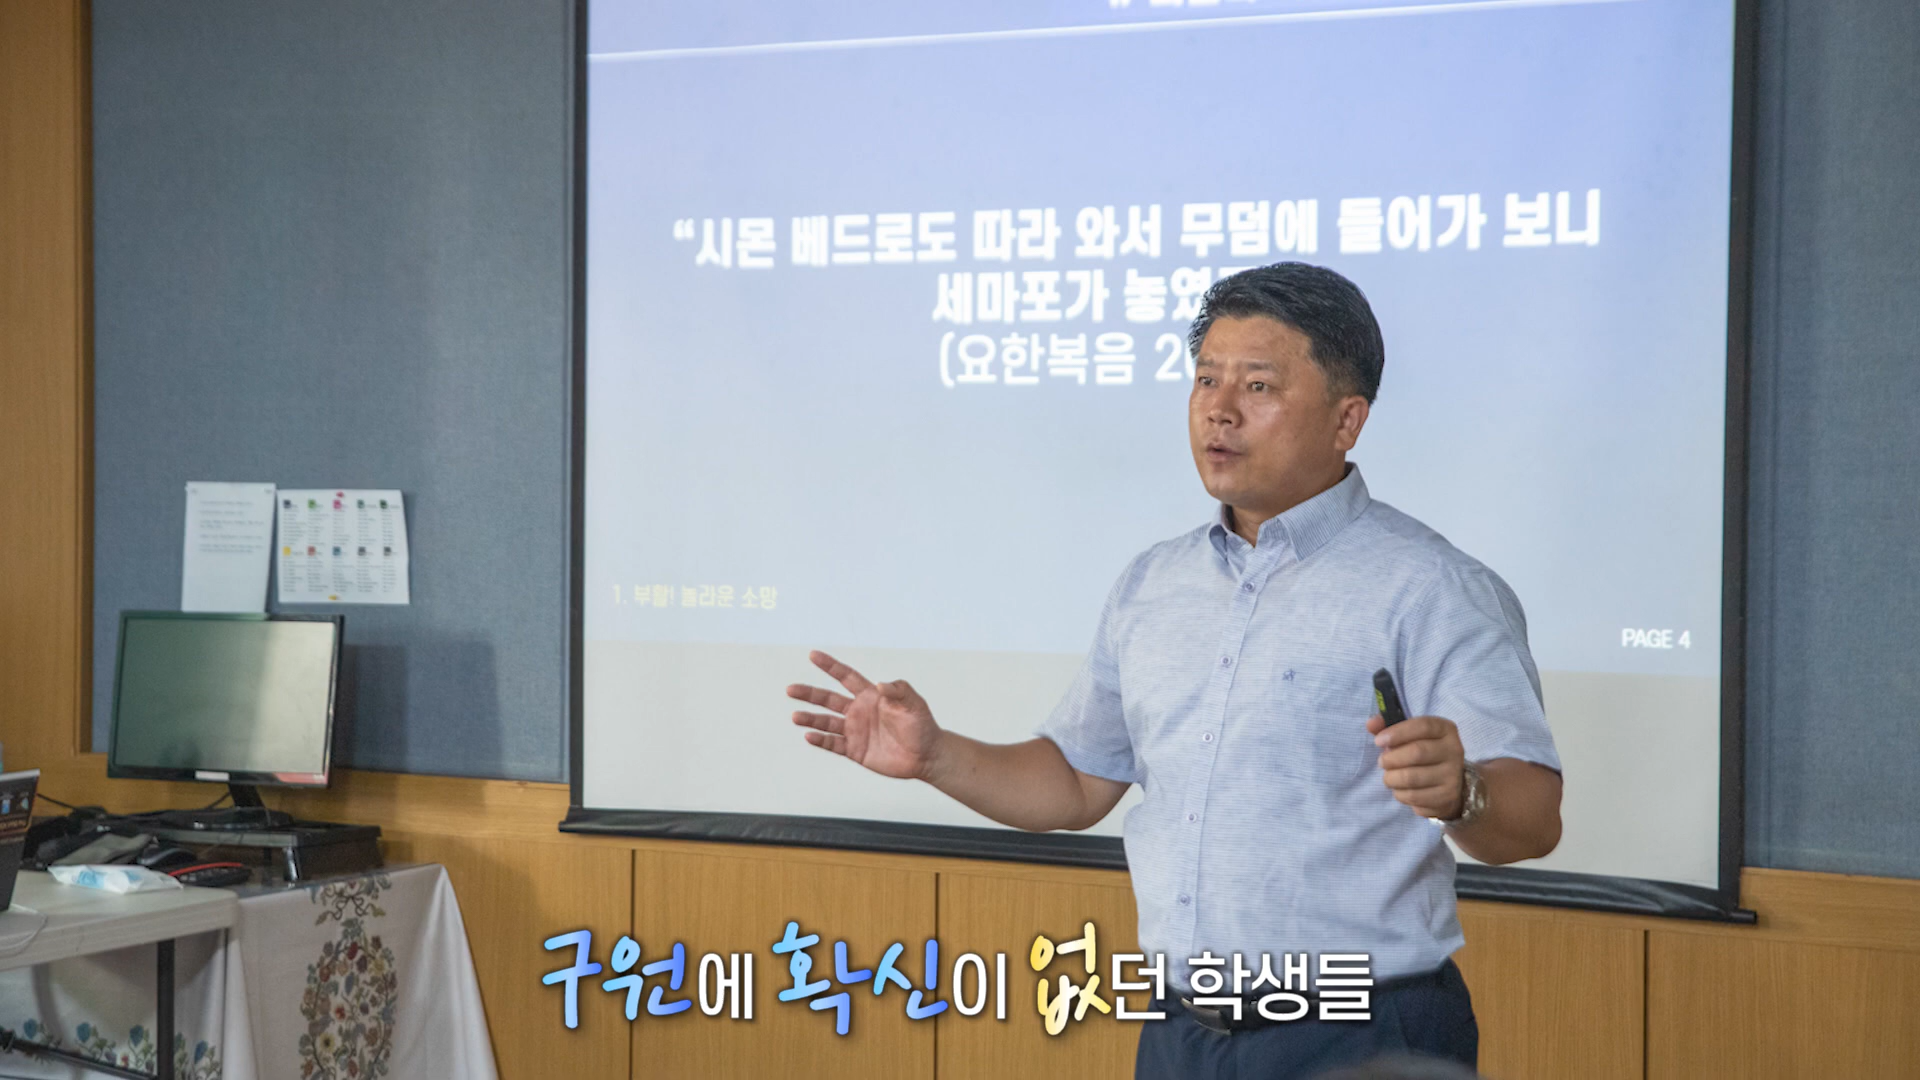 “시몬 베드로도 따라 와서 무덤에 들어가 보니
세마포가 놓였
(요한복음 20
1. 부활! 놀라운 소망
PAGE 4
구원에 확신이 없던 학생들